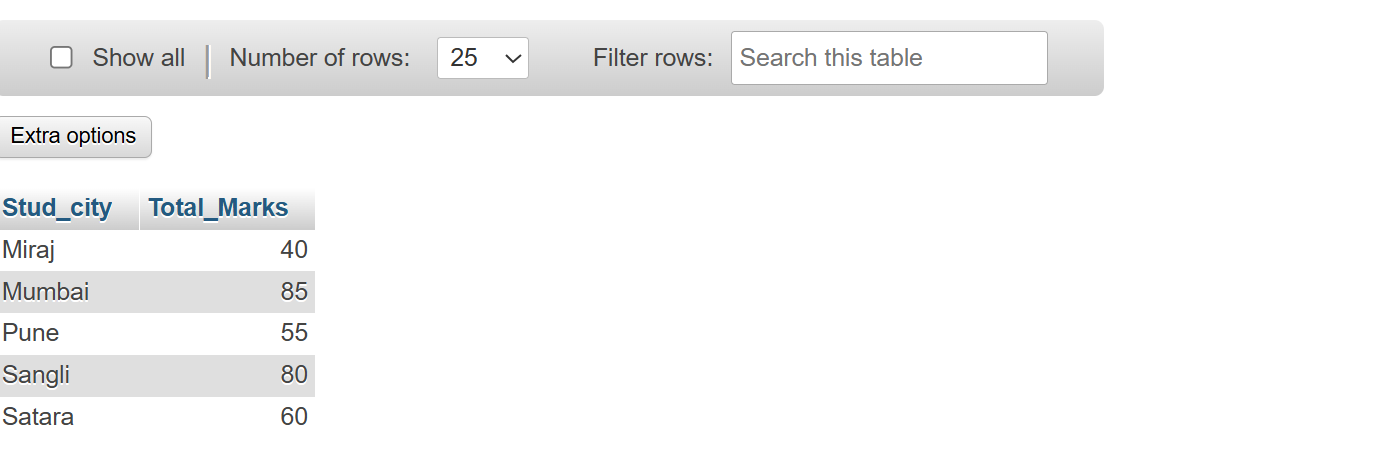 Show all Number of rows: 25 Filter rows: Search this table
Extra options
Stud_city Total_Marks
Miraj 40
Mumbai 85
Pune 55
Sangli 80
Satara 60